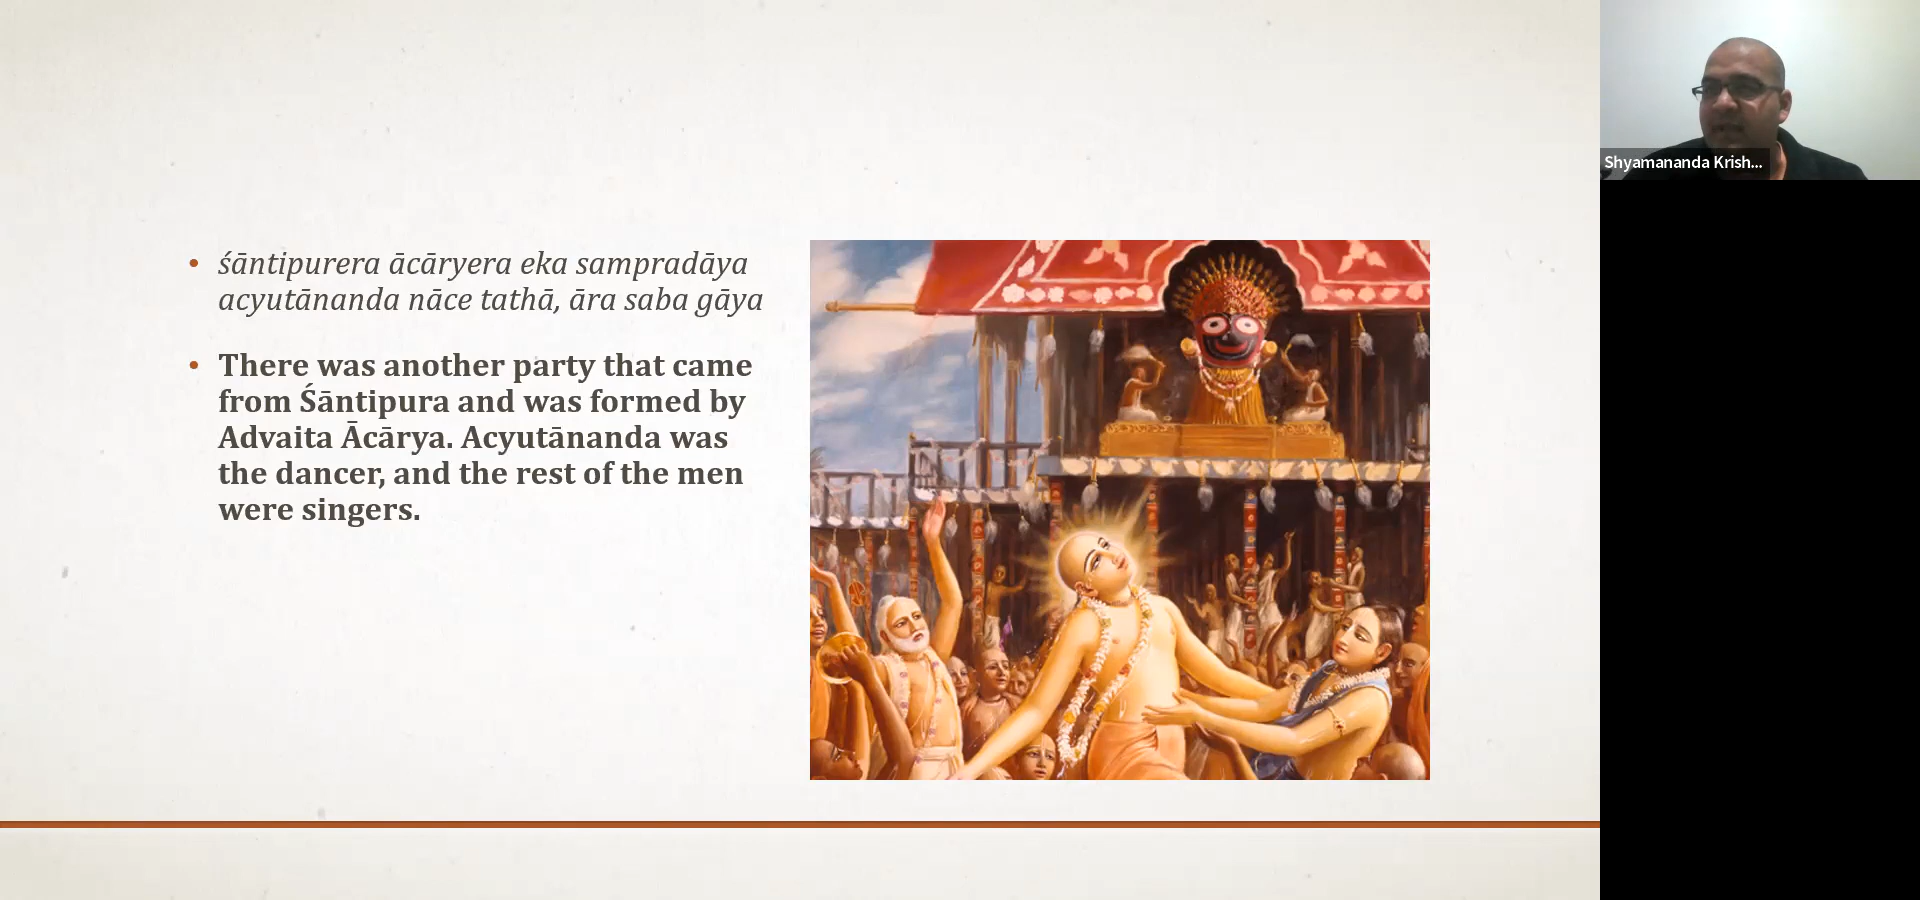 śāntipurera ācāryera eka sampradāya
acyutānanda nāce tathā, āra saba gāya
There was another party that came
from Śāntipura and was formed by
Advaita Ācārya. Acyutānanda was
the dancer, and the rest of the men
were singers.
Shyamananda Krish...